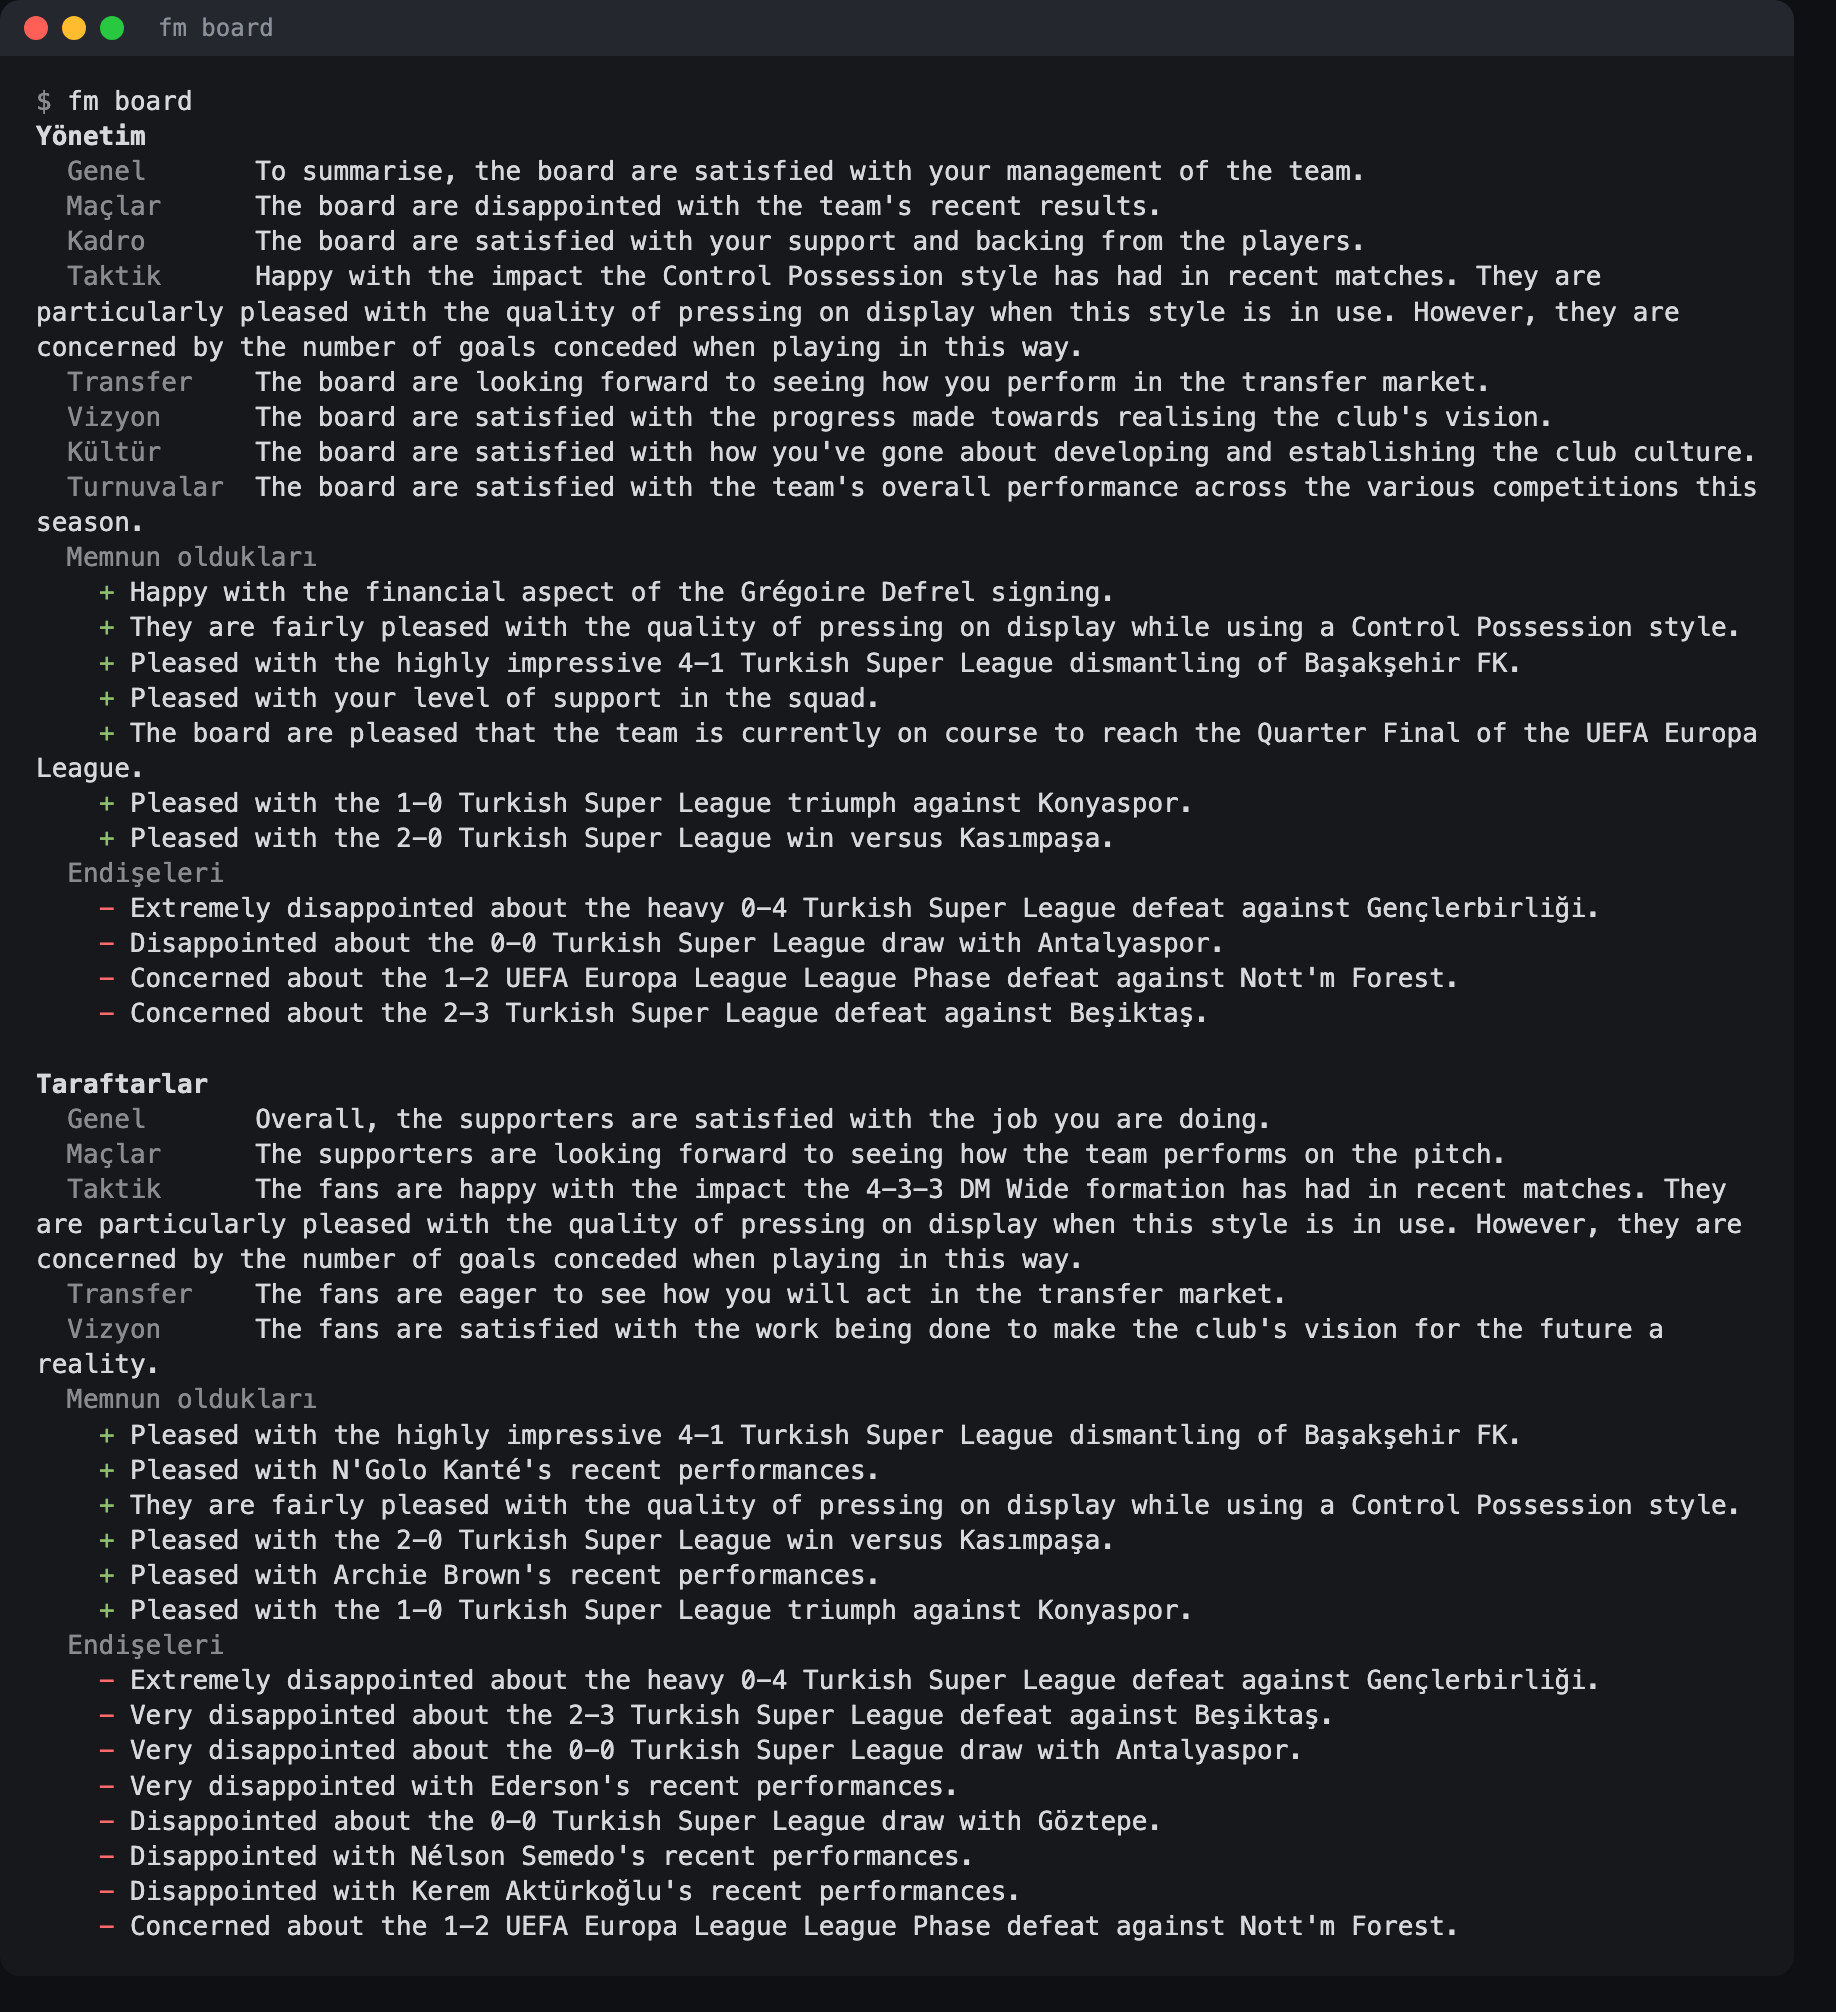 fm board
$ fm board
Yönetim
Genel To summarise, the board are satisfied with your management of the team.
Maçlar The board are disappointed with the team's recent results.
Kadro The board are satisfied with your support and backing from the players.
Taktik Happy with the impact the Control Possession style has had in recent matches. They are
particularly pleased with the quality of pressing on display when this style is in use. However, they are
concerned by the number of goals conceded when playing in this way.
Transfer The board are looking forward to seeing how you perform in the transfer market.
Vizyon The board are satisfied with the progress made towards realising the club's vision.
Kültür The board are satisfied with how you've gone about developing and establishing the club culture.
Turnuvalar The board are satisfied with the team's overall performance across the various competitions this
season.
Memnun oldukları
+ Happy with the financial aspect of the Grégoire Defrel signing.
+ They are fairly pleased with the quality of pressing on display while using a Control Possession style.
+ Pleased with the highly impressive 4-1 Turkish Super League dismantling of Başakşehir FK.
+ Pleased with your level of support in the squad.
+ The board are pleased that the team is currently on course to reach the Quarter Final of the UEFA Europa
League.
+ Pleased with the 1-0 Turkish Super League triumph against Konyaspor.
+ Pleased with the 2-0 Turkish Super League win versus Kasımpaşa.
Endişeleri
- Extremely disappointed about the heavy 0-4 Turkish Super League defeat against Gençlerbirliği.
- Disappointed about the 0-0 Turkish Super League draw with Antalyaspor.
- Concerned about the 1-2 UEFA Europa League League Phase defeat against Nott'm Forest.
- Concerned about the 2-3 Turkish Super League defeat against Beşiktaş.
Taraftarlar
Genel Overall, the supporters are satisfied with the job you are doing.
Maçlar The supporters are looking forward to seeing how the team performs on the pitch.
Taktik The fans are happy with the impact the 4-3-3 DM Wide formation has had in recent matches. They
are particularly pleased with the quality of pressing on display when this style is in use. However, they are
concerned by the number of goals conceded when playing in this way.
Transfer The fans are eager to see how you will act in the transfer market.
Vizyon The fans are satisfied with the work being done to make the club's vision for the future a
reality.
Memnun oldukları
+ Pleased with the highly impressive 4-1 Turkish Super League dismantling of Başakşehir FK.
+ Pleased with N'Golo Kanté's recent performances.
+ They are fairly pleased with the quality of pressing on display while using a Control Possession style.
+ Pleased with the 2-0 Turkish Super League win versus Kasımpaşa.
+ Pleased with Archie Brown's recent performances.
+ Pleased with the 1-0 Turkish Super League triumph against Konyaspor.
Endişeleri
- Extremely disappointed about the heavy 0-4 Turkish Super League defeat against Gençlerbirliği.
- Very disappointed about the 2-3 Turkish Super League defeat against Beşiktaş.
- Very disappointed about the 0-0 Turkish Super League draw with Antalyaspor.
- Very disappointed with Ederson's recent performances.
- Disappointed about the 0-0 Turkish Super League draw with Göztepe.
- Disappointed with Nélson Semedo's recent performances.
- Disappointed with Kerem Aktürkoğlu's recent performances.
- Concerned about the 1-2 UEFA Europa League League Phase defeat against Nott'm Forest.